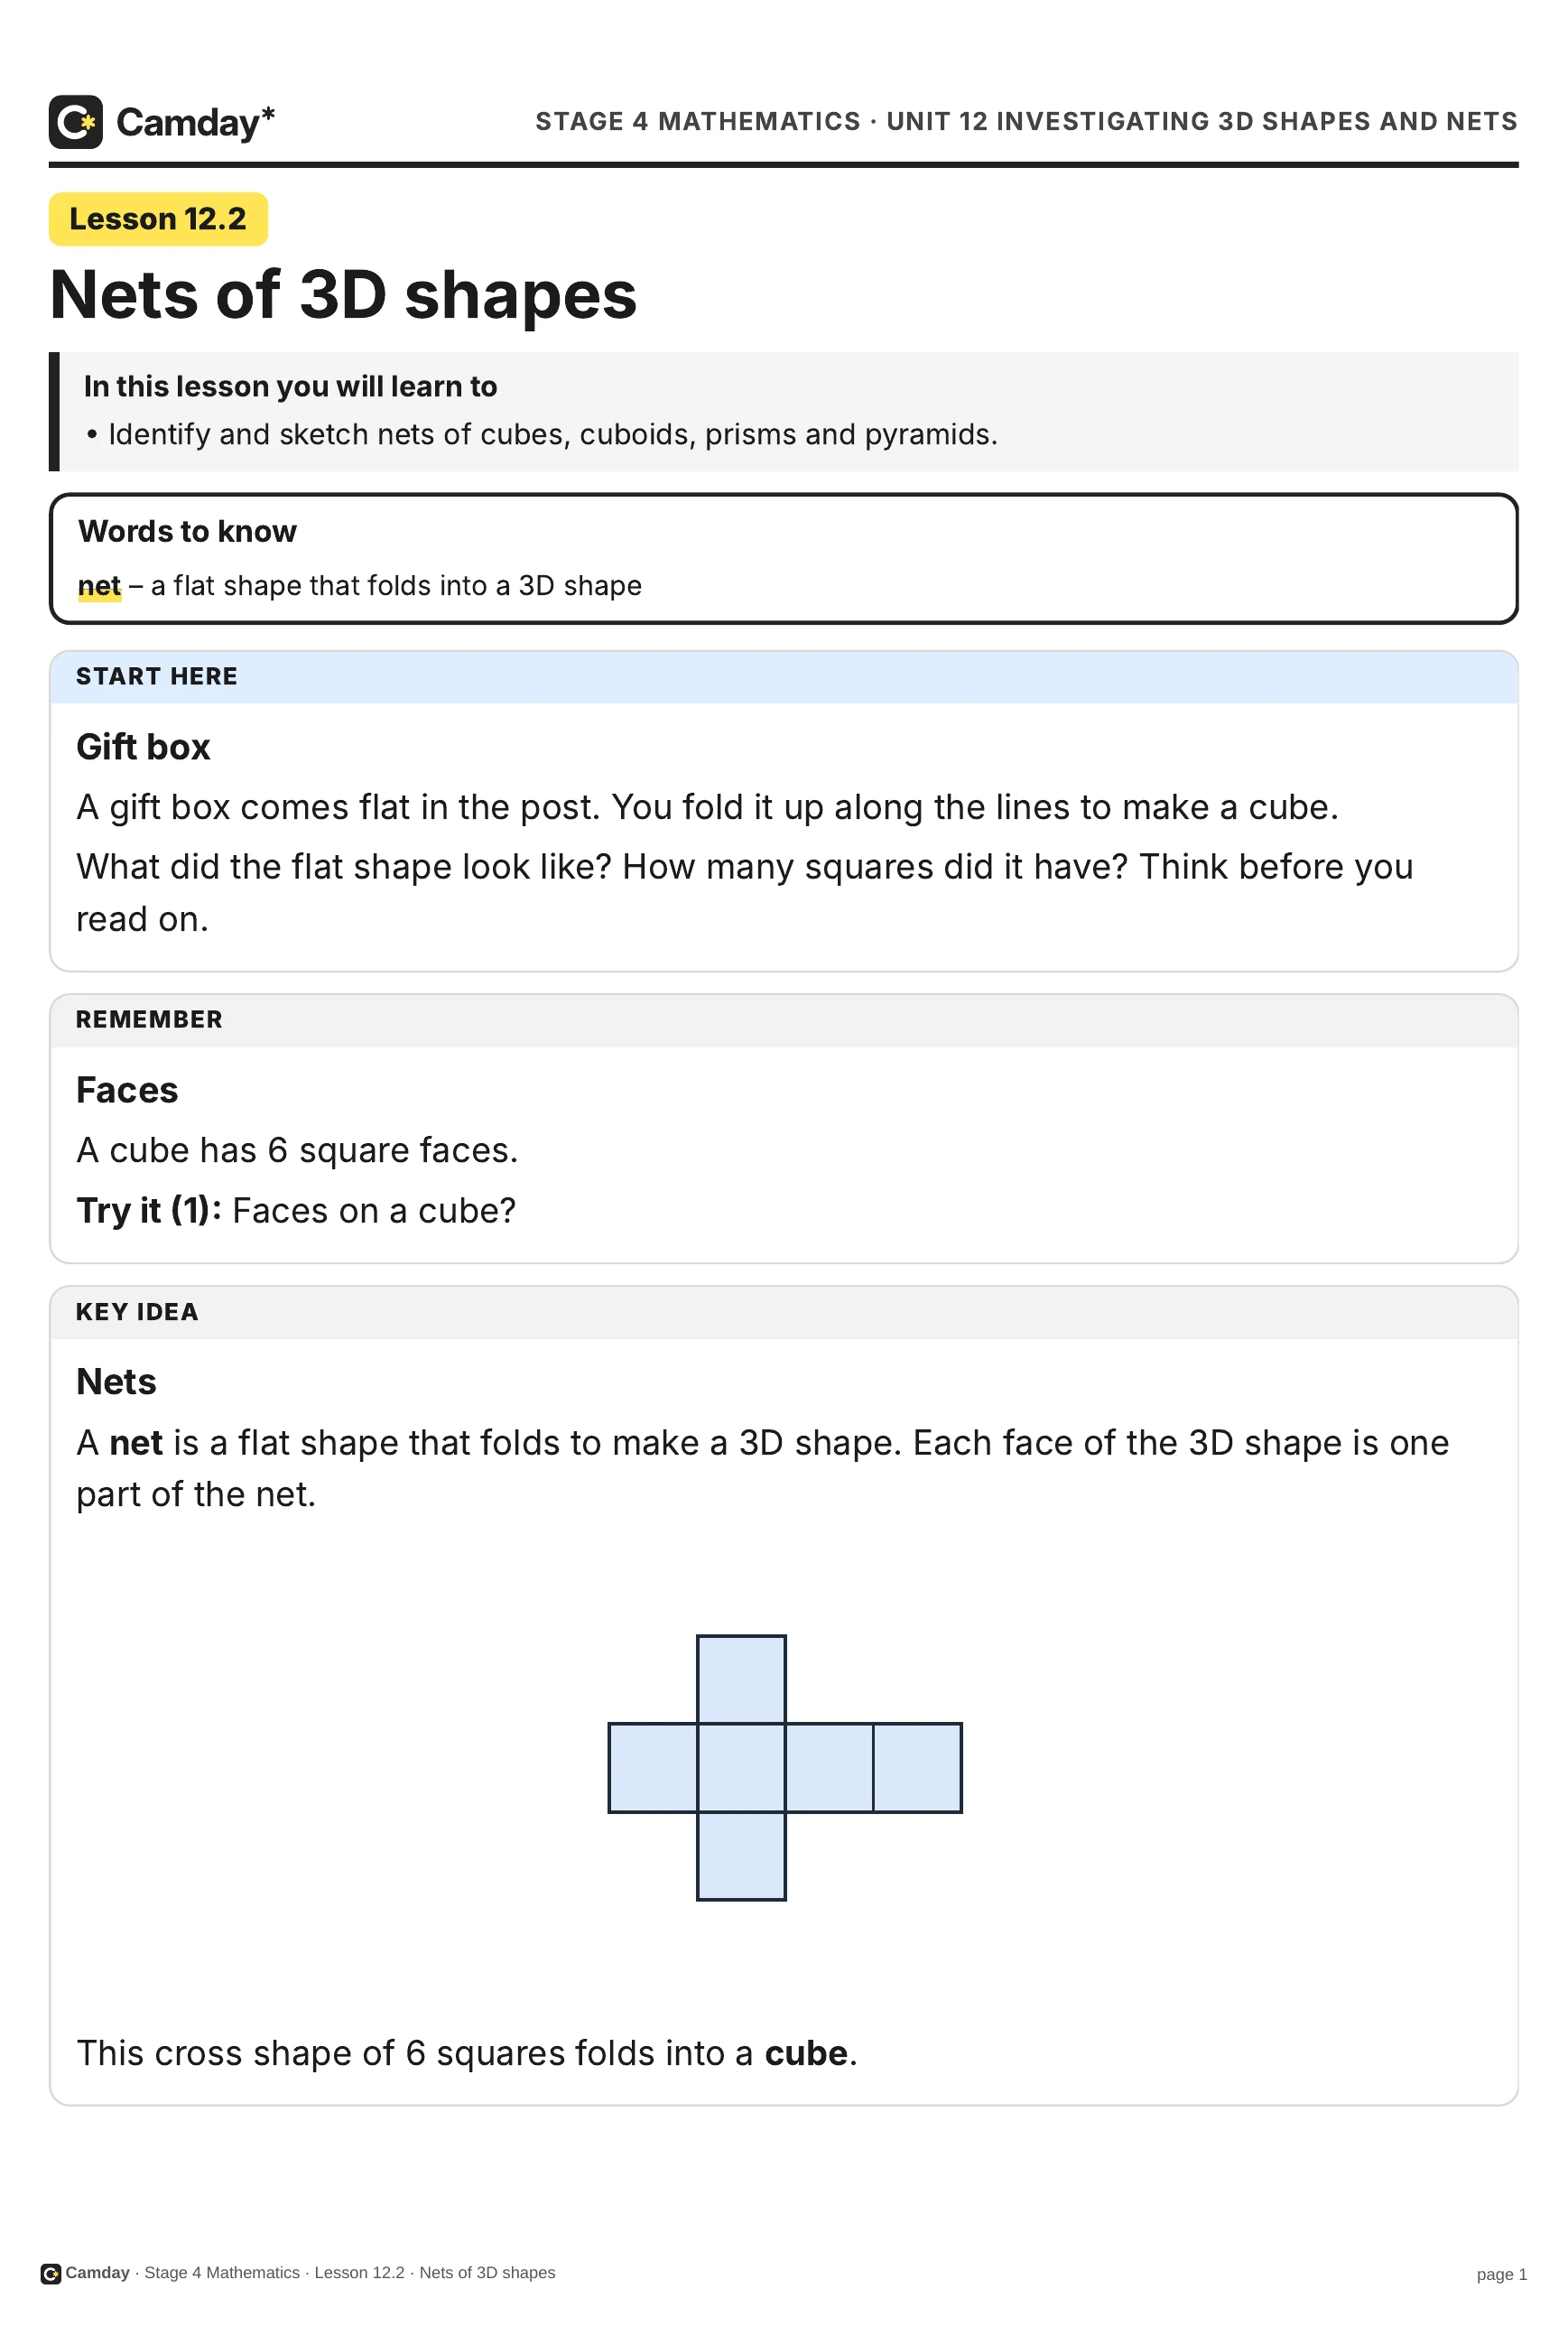 Camday*
STAGE 4 MATHEMATICS · UNIT 12 INVESTIGATING 3D SHAPES AND NETS
Lesson 12.2
Nets of 3D shapes
In this lesson you will learn to
• Identify and sketch nets of cubes, cuboids, prisms and pyramids.
Words to know
net – a flat shape that folds into a 3D shape
START HERE
Gift box
A gift box comes flat in the post. You fold it up along the lines to make a cube.
What did the flat shape look like? How many squares did it have? Think before you
read on.
REMEMBER
Faces
A cube has 6 square faces.
Try it (1): Faces on a cube?
KEY IDEA
Nets
A net is a flat shape that folds to make a 3D shape. Each face of the 3D shape is one
part of the net.
This cross shape of 6 squares folds into a cube.
Camday · Stage 4 Mathematics · Lesson 12.2 · Nets of 3D shapes
page 1